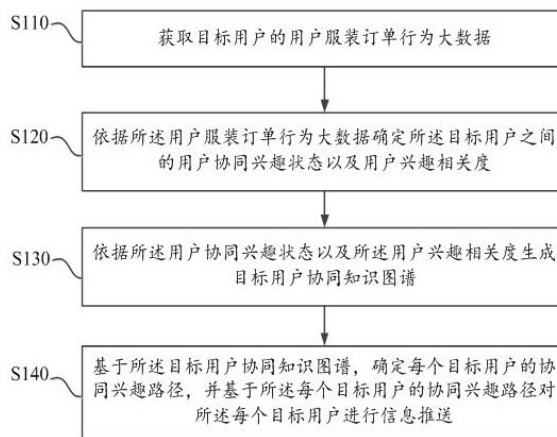 S110
获取目标用户的用户服装订单行为大数据
S120
依据所述用户服装订单行为大数据确定所述目标用户之间
的用户协同兴趣状态以及用户兴趣相关度
S130
依据所述用户协同兴趣状态以及所述用户兴趣相关度生成
目标用户协同知识图谱
S140
基于所述目标用户协同知识图谱，确定每个目标用户的协
同兴趣路径，并基于所述每个目标用户的协同兴趣路径对
所述每个目标用户进行信息推送